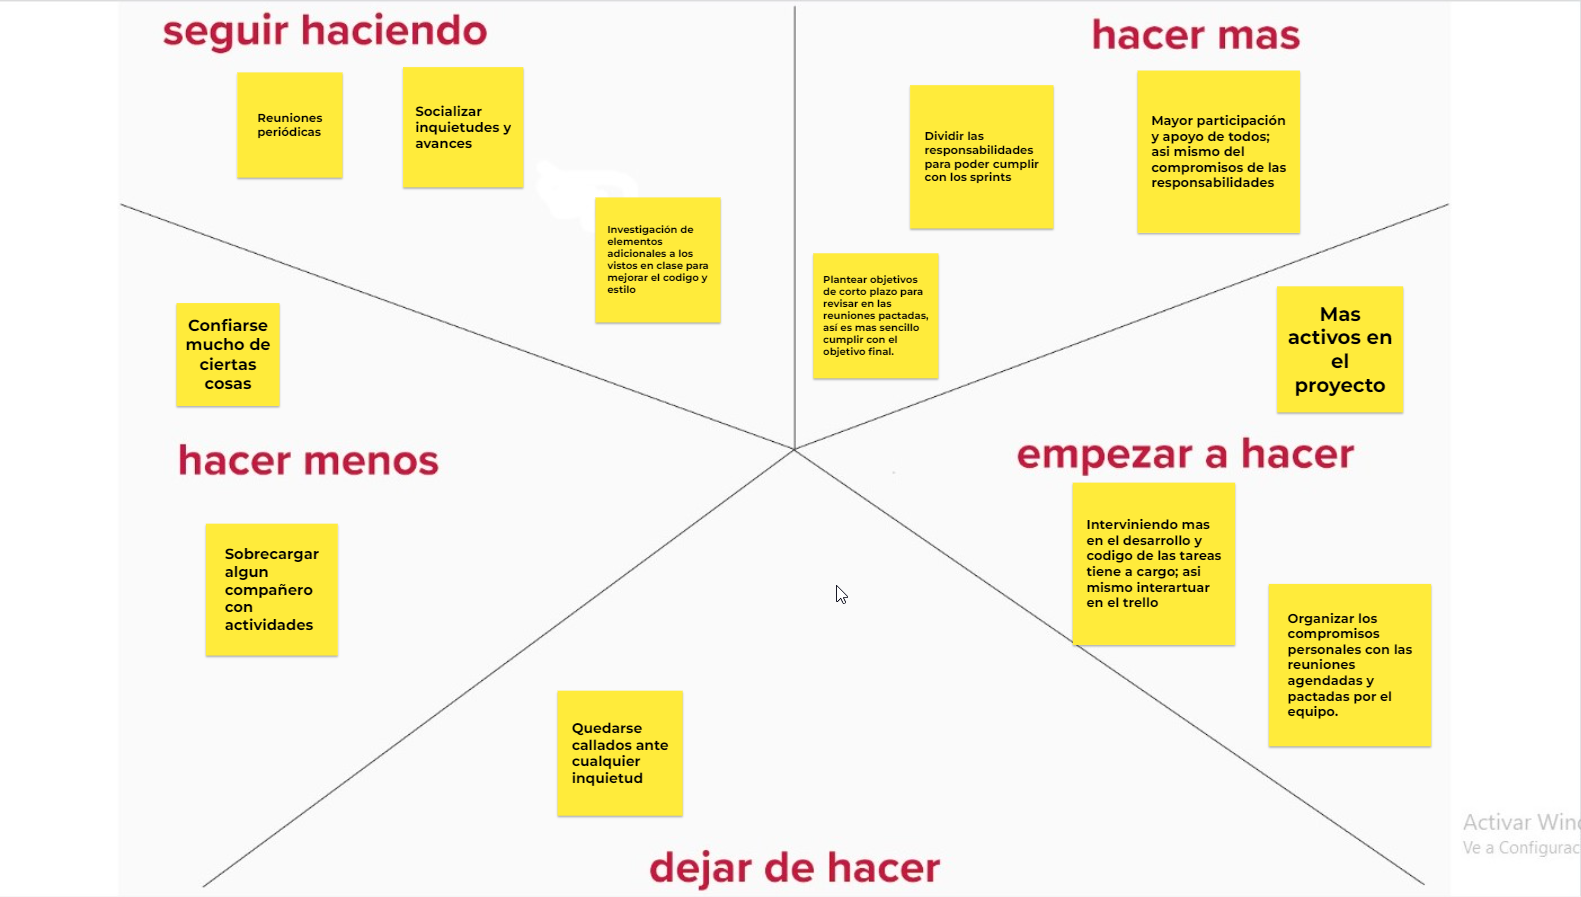 seguir haciendo
Reuniones
periódicas
Socializar
inquietudes y
avances
Investigación de
elementos
adicionales a los
vistos en clase para
mejorar el codigo y
estilo
hacer mas
Dividir las
responsabilidades
para poder cumplir
con los sprints
Mayor participación
y apoyo de todos;
asi mismo del
compromisos de las
responsabilidades
Plantear objetivos
de corto plazo para
revisar en las
reuniones pactadas,
así es mas sencillo
cumplir con el
objetivo final.
Confiarse
mucho de
ciertas
cosas
hacer menos
Sobrecargar
algun
compañero
con
actividades
Mas
activos en
el
proyecto
empezar a hacer
Interviniendo mas
en el desarrollo y
codigo de las tareas
tiene a cargo; asi
mismo interartuar
en el trello
Organizar los
compromisos
personales con las
reuniones
agendadas y
pactadas por el
equipo.
Quedarse
callados ante
cualquier
inquietud
dejar de hacer
Activar Win
Ve a Configurac